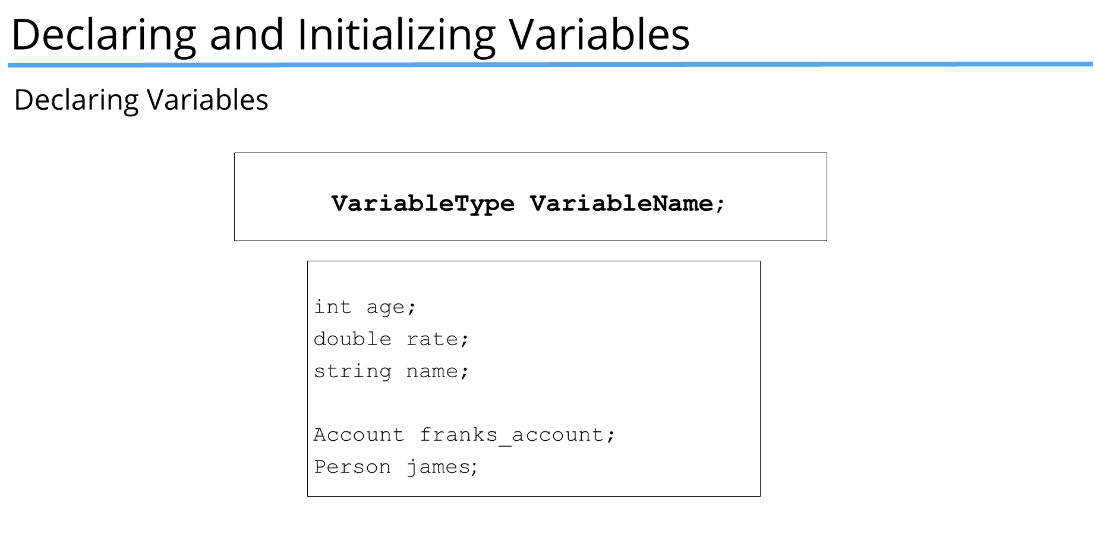 Declaring and Initializing Variables
Declaring Variables
VariableType VariableName;
int age;
double rate;
string name;
Account franks_account;
Person james;